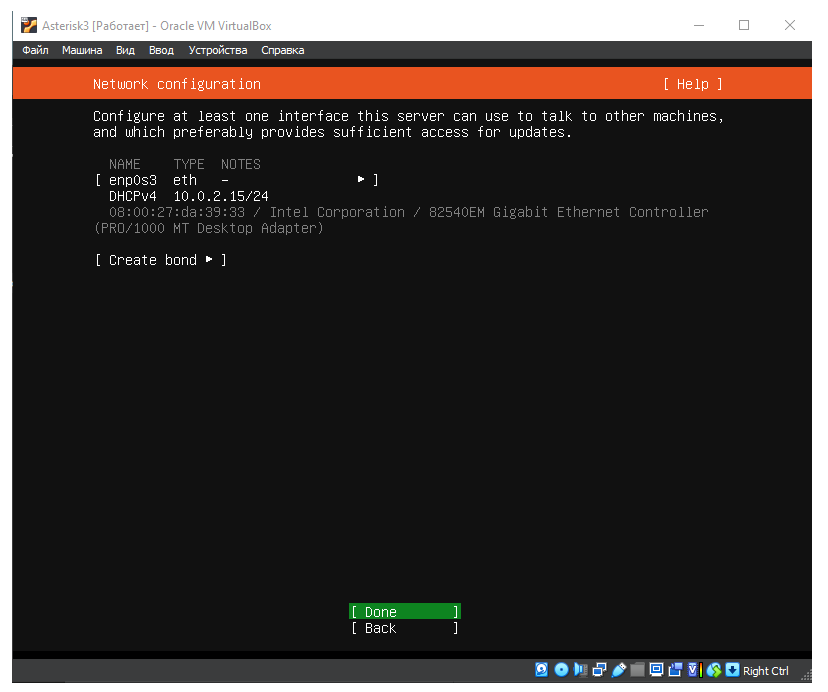 Asterisk3 [Работает] - Oracle VM VirtualBox
Файл Машина Вид Ввод Устройства Справка
Network configuration [ Help ]
Configure at least one interface this server can use to talk to other machines,
and which preferably provides sufficient access for updates.
NAME TYPE NOTES
[ enp0s3 eth – ▸ ]
DHCPv4 10.0.2.15/24
08:00:27:da:39:33 / Intel Corporation / 82540EM Gigabit Ethernet Controller
(PRO/1000 MT Desktop Adapter)
[ Create bond ▸ ]
[ Done ]
[ Back ]
Right Ctrl